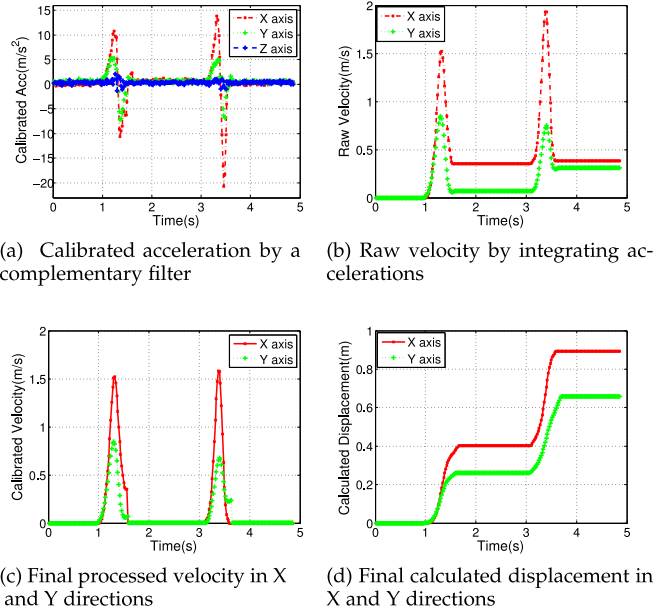 15
10
5
0
−5
−10
−15
−20
0 1 2 3 4 5
Calibrated Acc(m/s²)
Time(s)
X axis
Y axis
Z axis
(a) Calibrated acceleration by a
complementary filter
2
1.5
1
0.5
0
0 1 2 3 4 5
Raw Velocity(m/s)
Time(s)
X axis
Y axis
(b) Raw velocity by integrating ac-
celerations
2
1.5
1
0.5
0
0 1 2 3 4 5
Calibrated Velocity(m/s)
Time(s)
X axis
Y axis
(c) Final processed velocity in X
and Y directions
1
0.8
0.6
0.4
0.2
0
0 1 2 3 4 5
Calculated Displacement(m)
Time(s)
X axis
Y axis
(d) Final calculated displacement in
X and Y directions